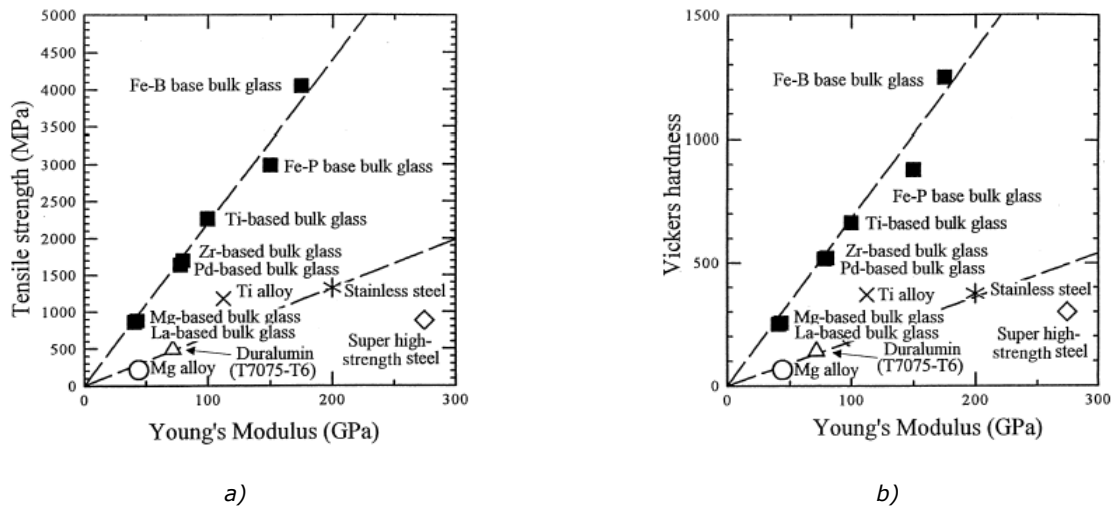 5000
4500
4000
3500
3000
2500
2000
1500
1000
500
0
Tensile strength (MPa)
Fe-B base bulk glass
Fe-P base bulk glass
Ti-based bulk glass
Zr-based bulk glass
Pd-based bulk glass
Ti alloy
Stainless steel
Mg-based bulk glass
La-based bulk glass
Super high-
strength steel
Duralumin
(T7075-T6)
Mg alloy
0 100 200 300
Young's Modulus (GPa)
a)
1500
1000
500
0
Vickers hardness
Fe-B base bulk glass
Fe-P base bulk glass
Ti-based bulk glass
Zr-based bulk glass
Pd-based bulk glass
Ti alloy
Stainless steel
Mg-based bulk glass
La-based bulk glass
Super high-
strength steel
Duralumin
(T7075-T6)
Mg alloy
0 100 200 300
Young's Modulus (GPa)
b)